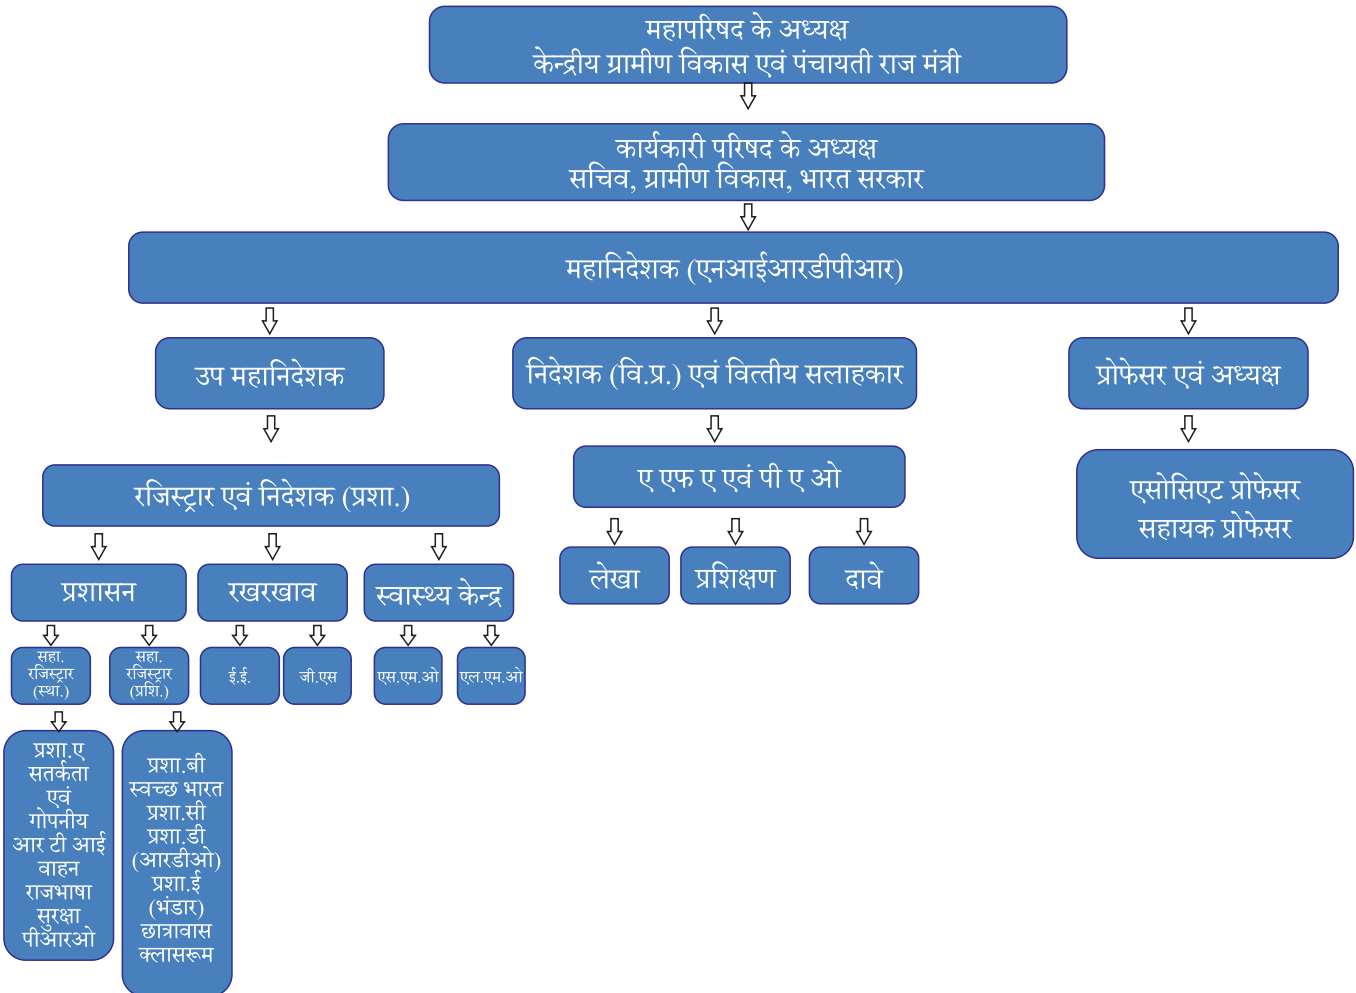 महापरिषद के अध्यक्ष
केन्द्रीय ग्रामीण विकास एवं पंचायती राज मंत्री
कार्यकारी परिषद के अध्यक्ष
सचिव, ग्रामीण विकास, भारत सरकार
महानिदेशक (एनआईआरडीपीआर)
उप महानिदेशक
निदेशक (वि.प्र.) एवं वित्तीय सलाहकार
प्रोफेसर एवं अध्यक्ष
रजिस्ट्रार एवं निदेशक (प्रशा.)
ए एफ ए एवं पी ए ओ
एसोसिएट प्रोफेसर
सहायक प्रोफेसर
प्रशासन
रखरखाव
स्वास्थ्य केन्द्र
लेखा
प्रशिक्षण
दावे
सहा.
रजिस्ट्रार
(स्था.)
सहा.
रजिस्ट्रार
(प्रशि.)
ई.ई.
जी.एस
एस.एम.ओ
एल.एम.ओ
प्रशा.ए
सतर्कता
एवं
गोपनीय
आर टी आई
वाहन
राजभाषा
सुरक्षा
पीआरओ
प्रशा.बी
स्वच्छ भारत
प्रशा.सी
प्रशा.डी
(आरडीओ)
प्रशा.ई
(भंडार)
छात्रावास
क्लासरूम